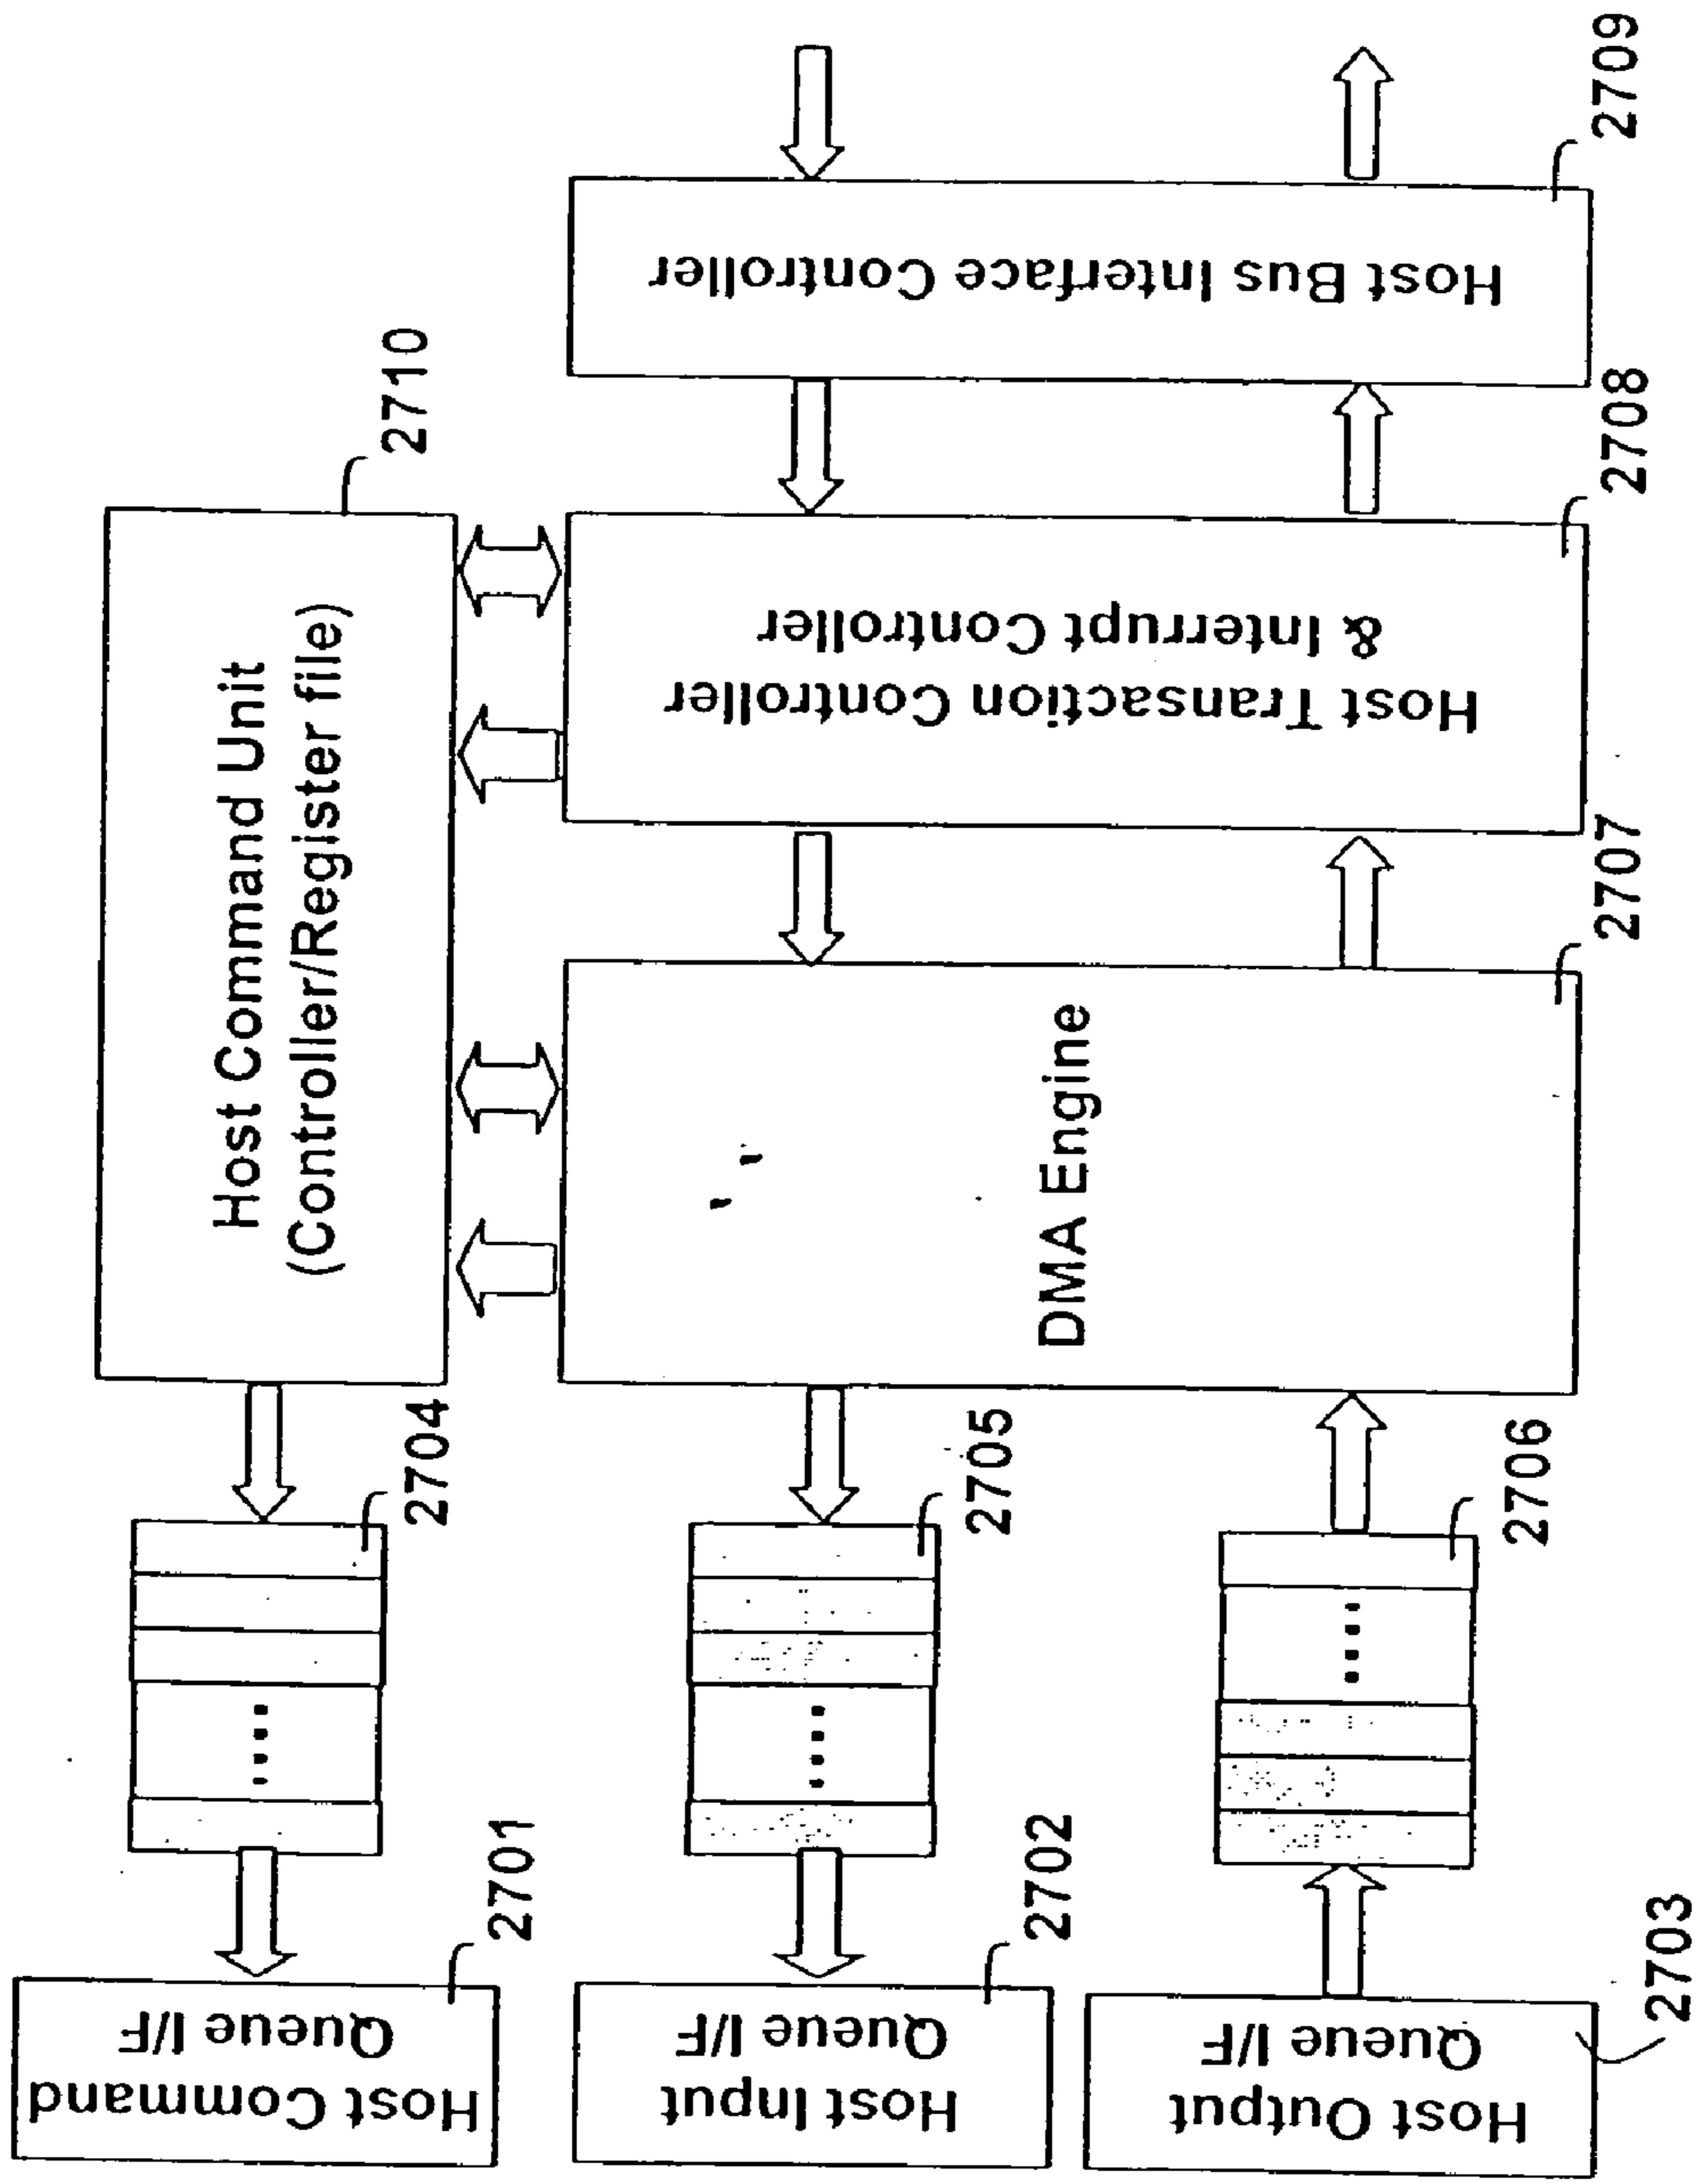 Host Command
Queue I/F
2701
Host Input
Queue I/F
2702
Host Output
Queue I/F
2703
2704
2705
2706
Host Command Unit
(Controller/Register file)
2710
DMA Engine
2707
Host Transaction Controller
& Interrupt Controller
2708
Host Bus Interface Controller
2709